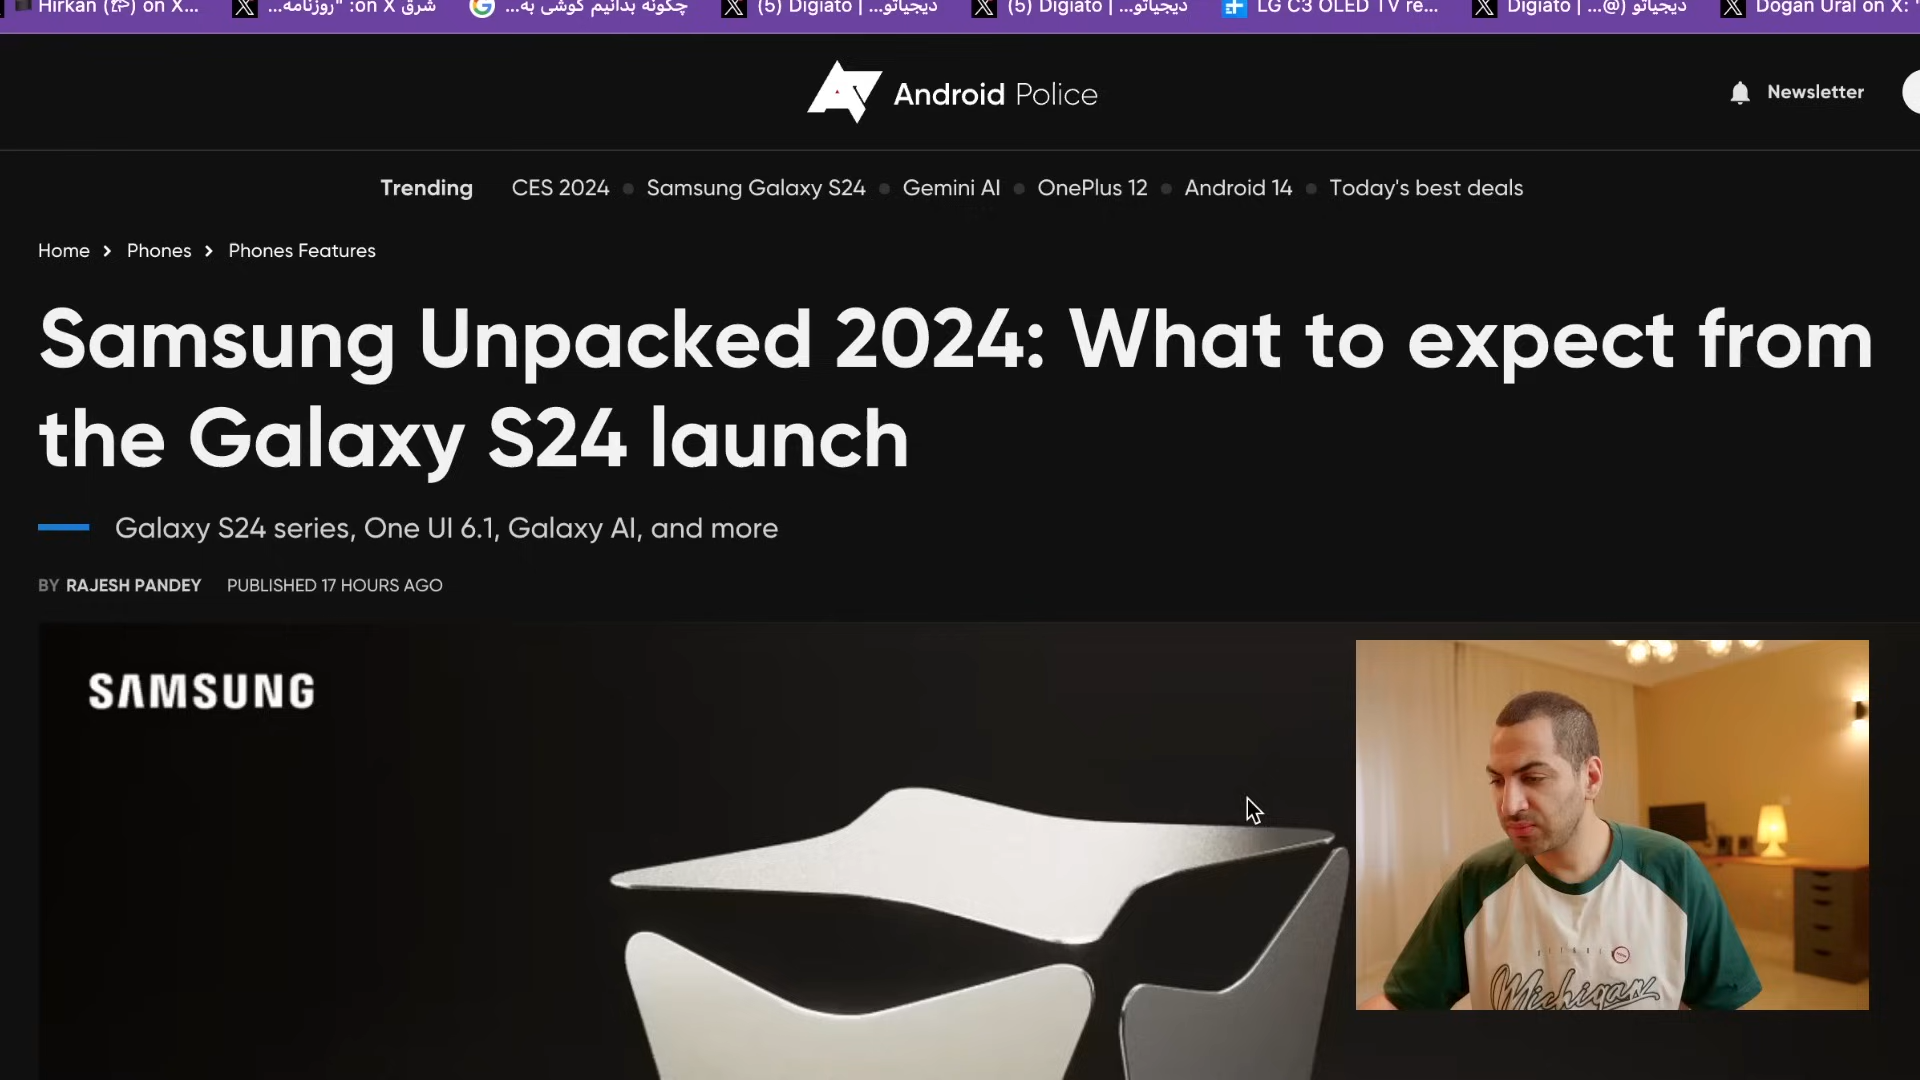 Hirkan (گج) on X...
شرق on X: "روزنامه...
چگونه بدانیم گوشی به...
(5) Digiato | دیجیاتو...
(5) Digiato | دیجیاتو...
LG C3 OLED TV re...
Digiato | دیجیاتو (@...
Dogan Ural on X: "
Android Police
Newsletter
Trending CES 2024 Samsung Galaxy S24 Gemini AI OnePlus 12 Android 14 Today's best deals
Home > Phones > Phones Features
Samsung Unpacked 2024: What to expect from
the Galaxy S24 launch
Galaxy S24 series, One UI 6.1, Galaxy AI, and more
BY RAJESH PANDEY PUBLISHED 17 HOURS AGO
SAMSUNG
Michigan